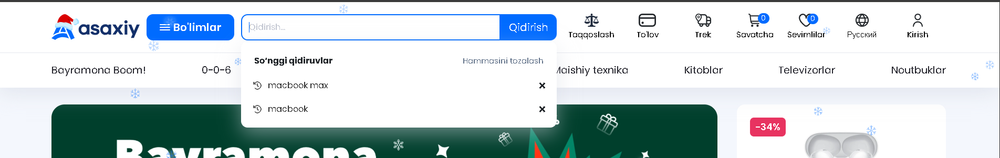 asaxiy
Bo'limlar
Qidirish...
Qidirish
Taqqoslash
To'lov
Trek
0
Savatcha
0
Sevimlilar
Русский
Kirish
Bayramona Boom!
0-0-6
Maishiy texnika
Kitoblar
Televizorlar
Noutbuklar
So‘nggi qidiruvlar
Hammasini tozalash
macbook max
macbook
-34%
Bayramona